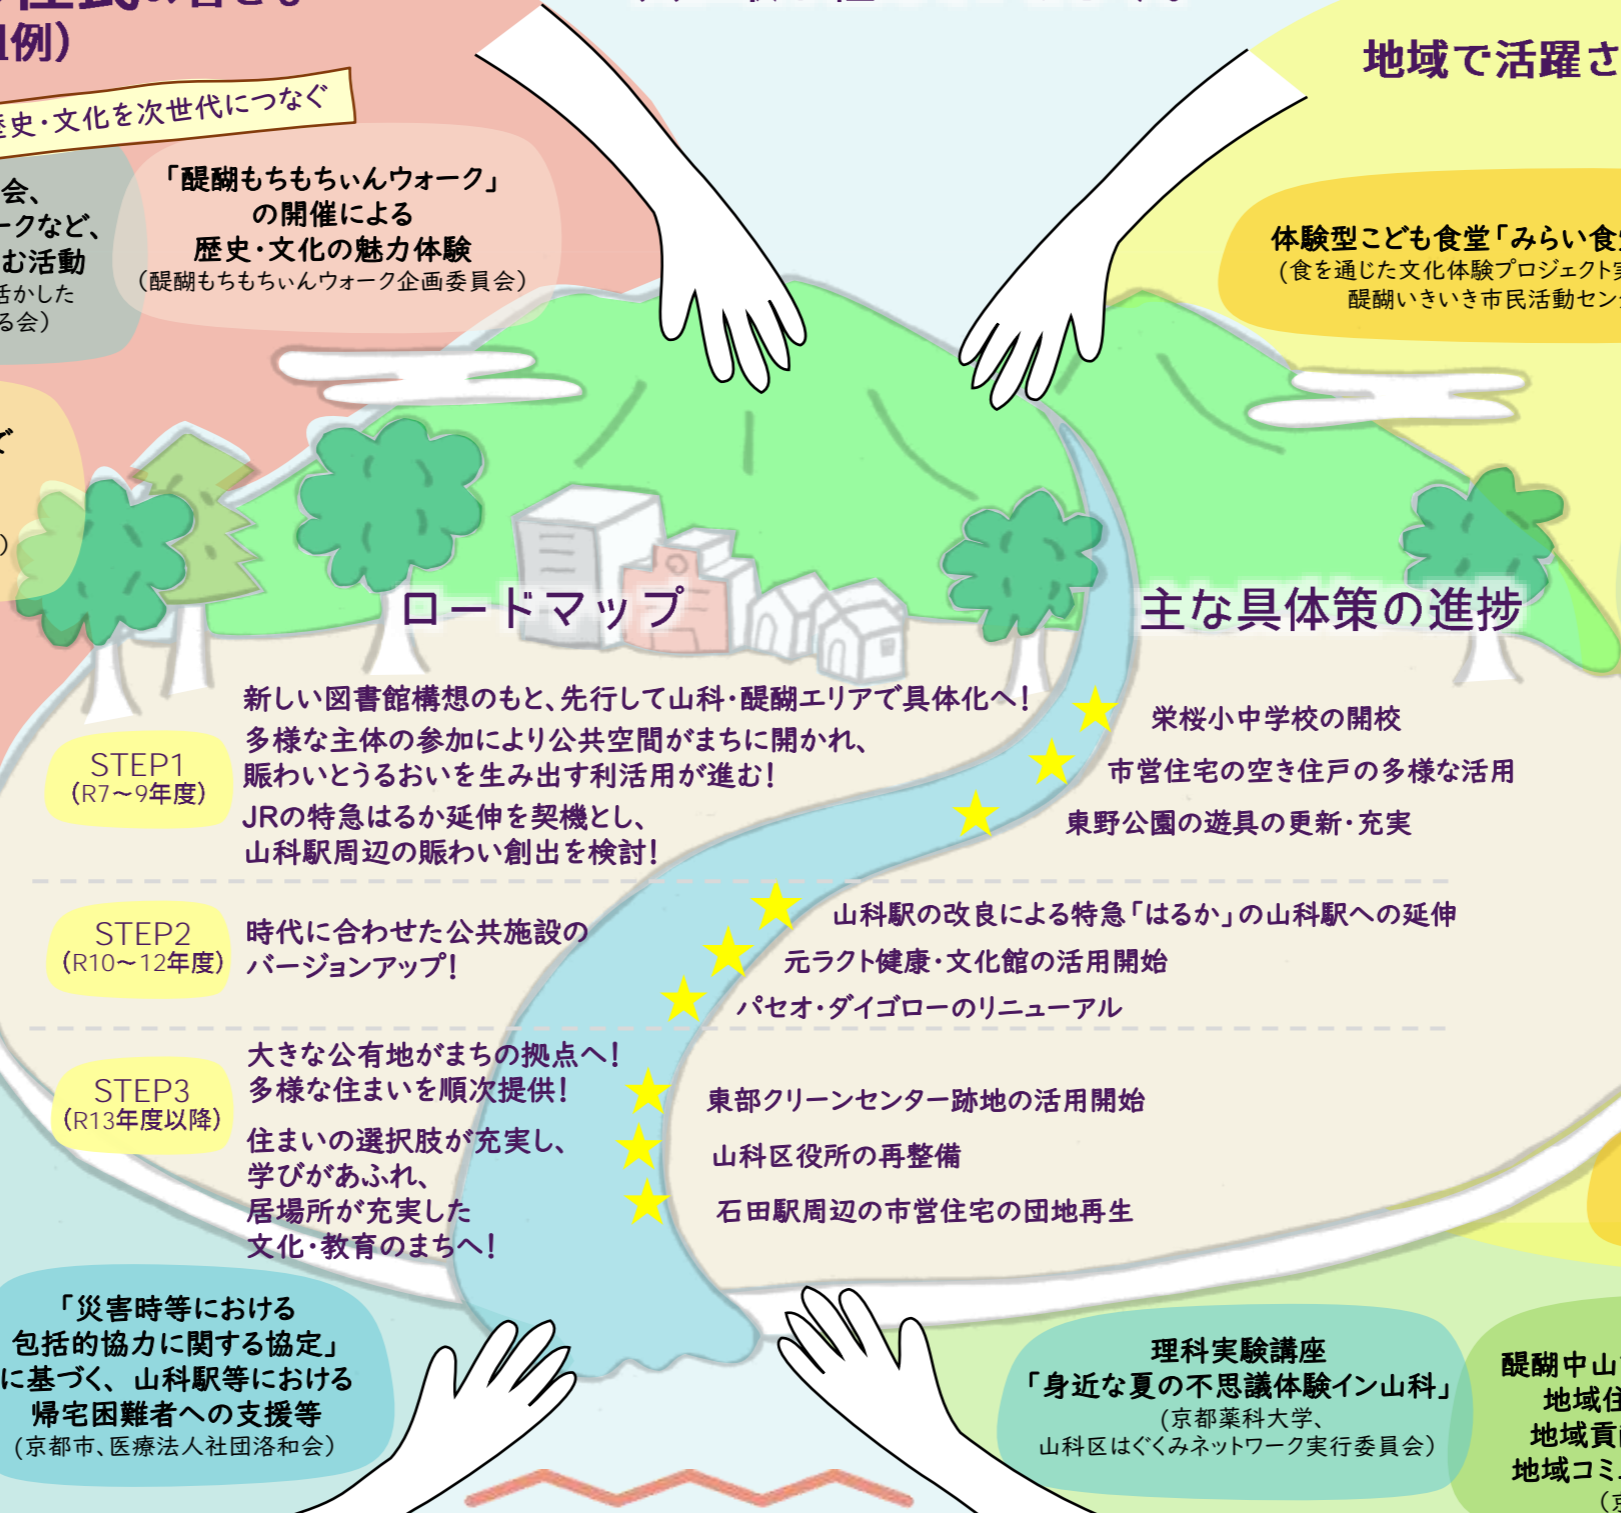 例)
歴史・文化を次世代につなぐ
会、
ークなど、
む活動
活かした
る会)
「醍醐もちもちぃんウォーク」
の開催による
歴史・文化の魅力体験
(醍醐もちもちぃんウォーク企画委員会)
地域で活躍さ
体験型こども食堂「みらい食堂
(食を通じた文化体験プロジェクト実
醍醐いきいき市民活動セン
で
)
ロードマップ
主な具体策の進捗
STEP1
(R7～9年度)
新しい図書館構想のもと、先行して山科・醍醐エリアで具体化へ!
多様な主体の参加により公共空間がまちに開かれ、
賑わいとうるおいを生み出す利活用が進む!
JRの特急はるか延伸を契機とし、
山科駅周辺の賑わい創出を検討!
栄桜小中学校の開校
市営住宅の空き住戸の多様な活用
東野公園の遊具の更新・充実
STEP2
(R10～12年度)
時代に合わせた公共施設の
バージョンアップ!
山科駅の改良による特急「はるか」の山科駅への延伸
元ラクト健康・文化館の活用開始
パセオ・ダイゴローのリニューアル
STEP3
(R13年度以降)
大きな公有地がまちの拠点へ!
多様な住まいを順次提供!
住まいの選択肢が充実し、
学びがあふれ、
居場所が充実した
文化・教育のまちへ!
東部クリーンセンター跡地の活用開始
山科区役所の再整備
石田駅周辺の市営住宅の団地再生
「災害時等における
包括的協力に関する協定」
に基づく、山科駅等における
帰宅困難者への支援等
(京都市、医療法人社団洛和会)
理科実験講座
「身近な夏の不思議体験イン山科」
(京都薬科大学、
山科区はぐくみネットワーク実行委員会)
醍醐中山
地域住
地域貢
地域コミ
(京